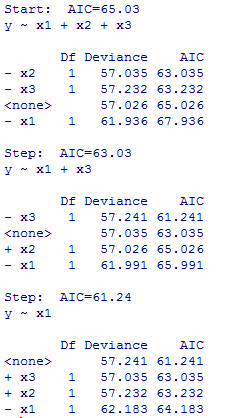 Start:  AIC=65.03
y ~ x1 + x2 + x3

       Df Deviance    AIC
- x2    1   57.035 63.035
- x3    1   57.232 63.232
<none>      57.026 65.026
- x1    1   61.936 67.936

Step:  AIC=63.03
y ~ x1 + x3

       Df Deviance    AIC
- x3    1   57.241 61.241
<none>      57.035 63.035
+ x2    1   57.026 65.026
- x1    1   61.991 65.991

Step:  AIC=61.24
y ~ x1

       Df Deviance    AIC
<none>      57.241 61.241
+ x3    1   57.035 63.035
+ x2    1   57.232 63.232
- x1    1   62.183 64.183